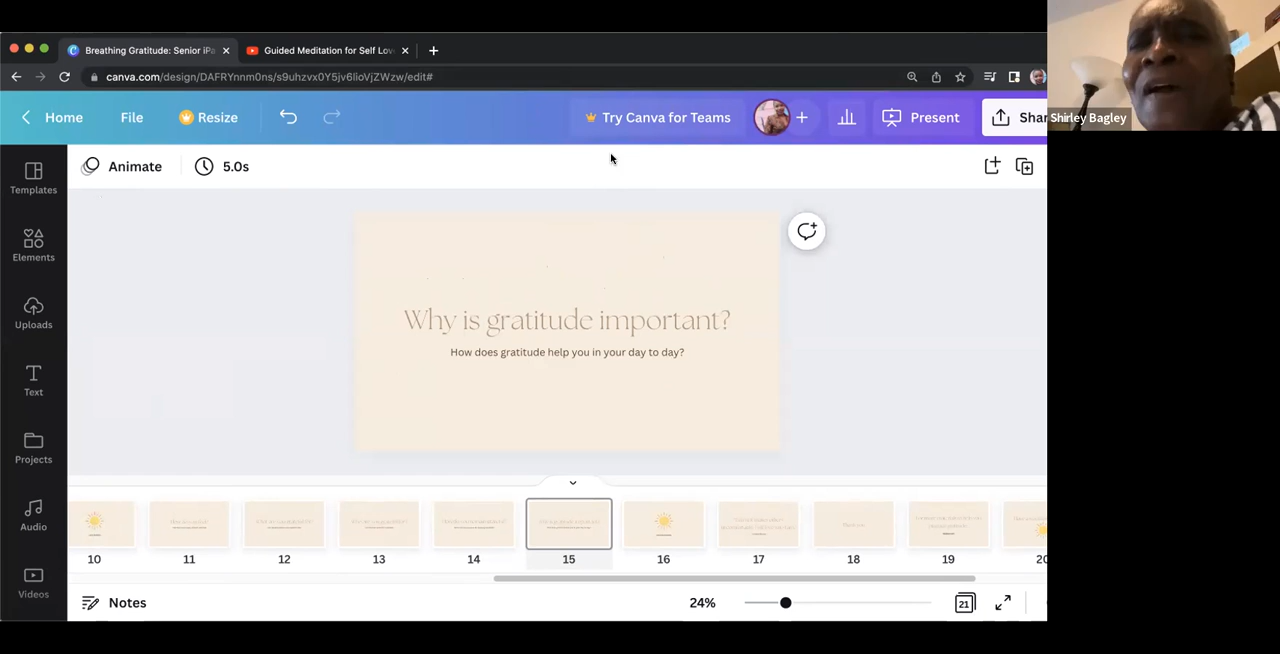 Breathing Gratitude: Senior iPa
Guided Meditation for Self Lov
canva.com/design/DAFRYnnm0ns/s9uhzvx0Y5jv6lioVjZWzw/edit#
Home
File
Resize
Try Canva for Teams
Present
Shar
Shirley Bagley
Animate
5.0s
Templates
Elements
Uploads
Text
Projects
Audio
Videos
Why is gratitude important?
How does gratitude help you in your day to day?
10
11
12
13
14
15
16
17
18
19
20
Notes
24%
21